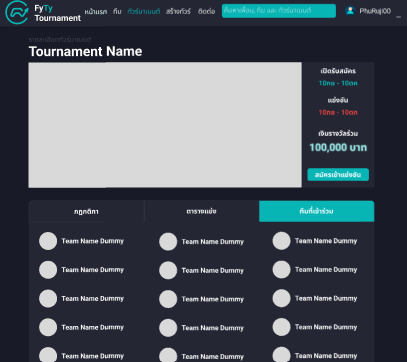 FyTy
Tournament
หน้าแรก ทีม ทัวร์นาเมนต์ สร้างทัวร์ ติดต่อ ค้นหาเพื่อน, ทีม และ ทัวร์นาเมนต์ PhuRuji00
รายละเอียดทัวร์นาเมนต์
Tournament Name
เปิดรับสมัคร
10กย - 10ตค
แข่งขัน
10กย - 10ตค
เงินรางวัลร่วม
100,000 บาท
สมัครเข้าแข่งขัน
กฎกติกา ตารางแข่ง ทีมที่เข้าร่วม
Team Name Dummy Team Name Dummy Team Name Dummy
Team Name Dummy Team Name Dummy Team Name Dummy
Team Name Dummy Team Name Dummy Team Name Dummy
Team Name Dummy Team Name Dummy Team Name Dummy
Team Name Dummy Team Name Dummy Team Name Dummy